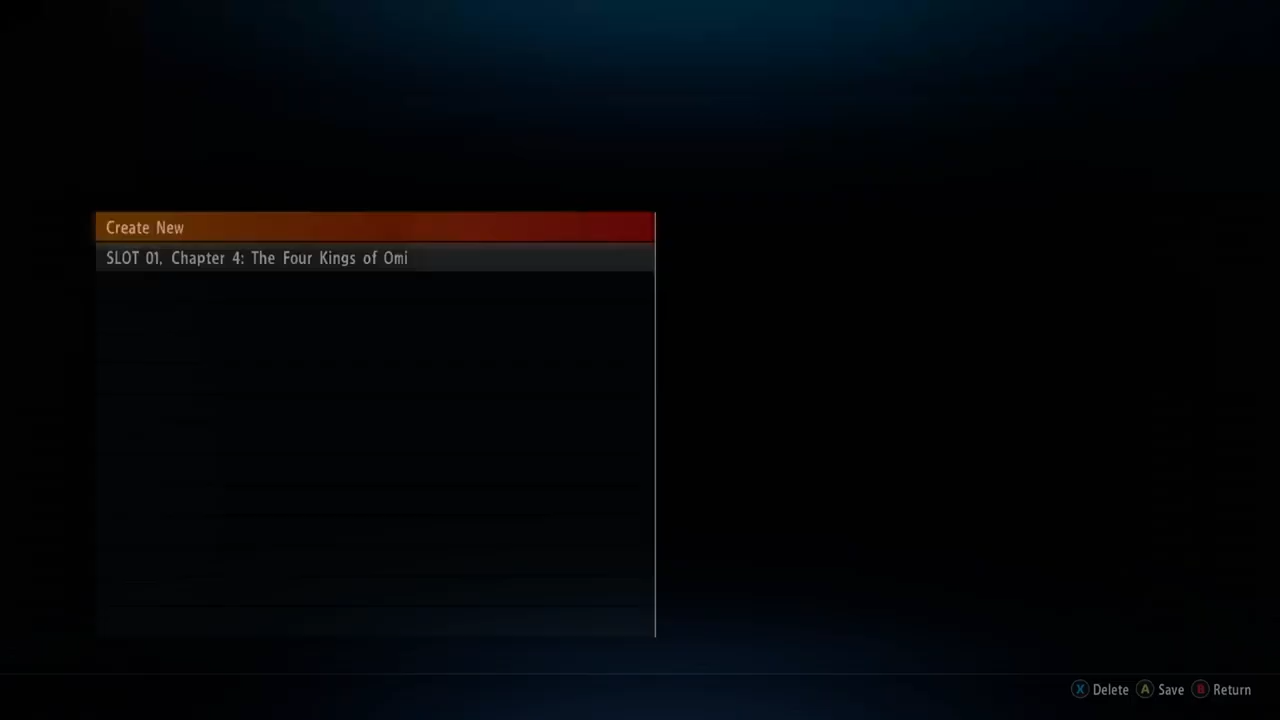 Create New
SLOT 01, Chapter 4: The Four Kings of Omi
X Delete A Save B Return